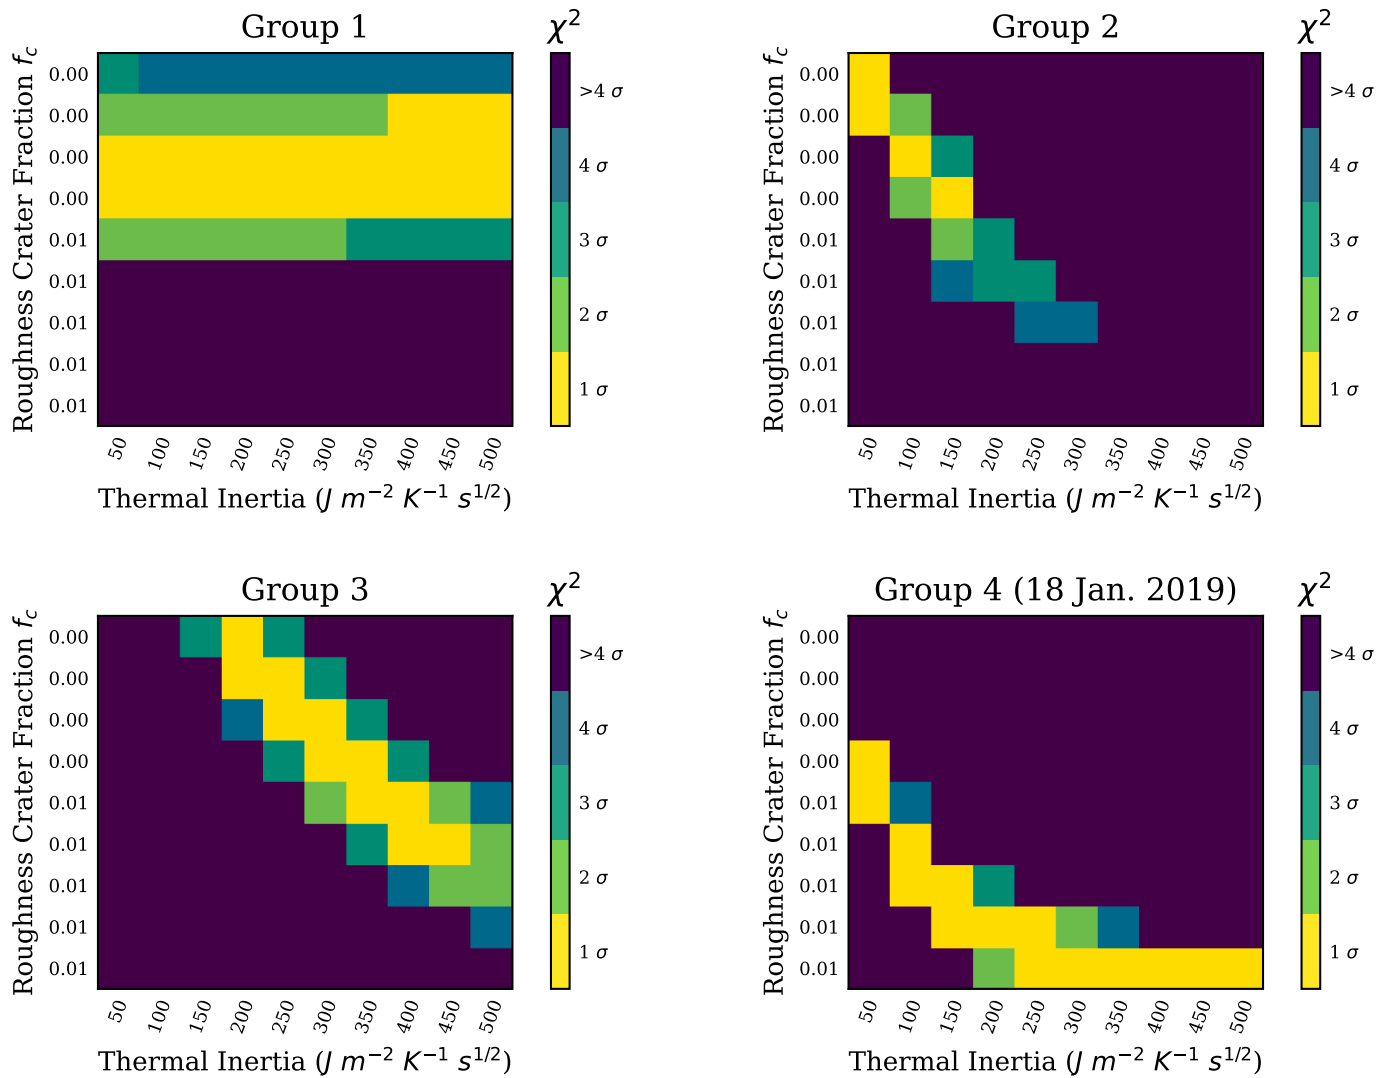 Group 1
χ²
Roughness Crater Fraction f_c
0.00
0.00
0.00
0.00
0.01
0.01
0.01
0.01
0.01
50 100 150 200 250 300 350 400 450 500
Thermal Inertia (J m⁻² K⁻¹ s^{1/2})
>4 σ
4 σ
3 σ
2 σ
1 σ
Group 2
χ²
Roughness Crater Fraction f_c
0.00
0.00
0.00
0.00
0.01
0.01
0.01
0.01
0.01
50 100 150 200 250 300 350 400 450 500
Thermal Inertia (J m⁻² K⁻¹ s^{1/2})
>4 σ
4 σ
3 σ
2 σ
1 σ
Group 3
χ²
Roughness Crater Fraction f_c
0.00
0.00
0.00
0.00
0.01
0.01
0.01
0.01
0.01
50 100 150 200 250 300 350 400 450 500
Thermal Inertia (J m⁻² K⁻¹ s^{1/2})
>4 σ
4 σ
3 σ
2 σ
1 σ
Group 4 (18 Jan. 2019)
χ²
Roughness Crater Fraction f_c
0.00
0.00
0.00
0.00
0.01
0.01
0.01
0.01
0.01
50 100 150 200 250 300 350 400 450 500
Thermal Inertia (J m⁻² K⁻¹ s^{1/2})
>4 σ
4 σ
3 σ
2 σ
1 σ